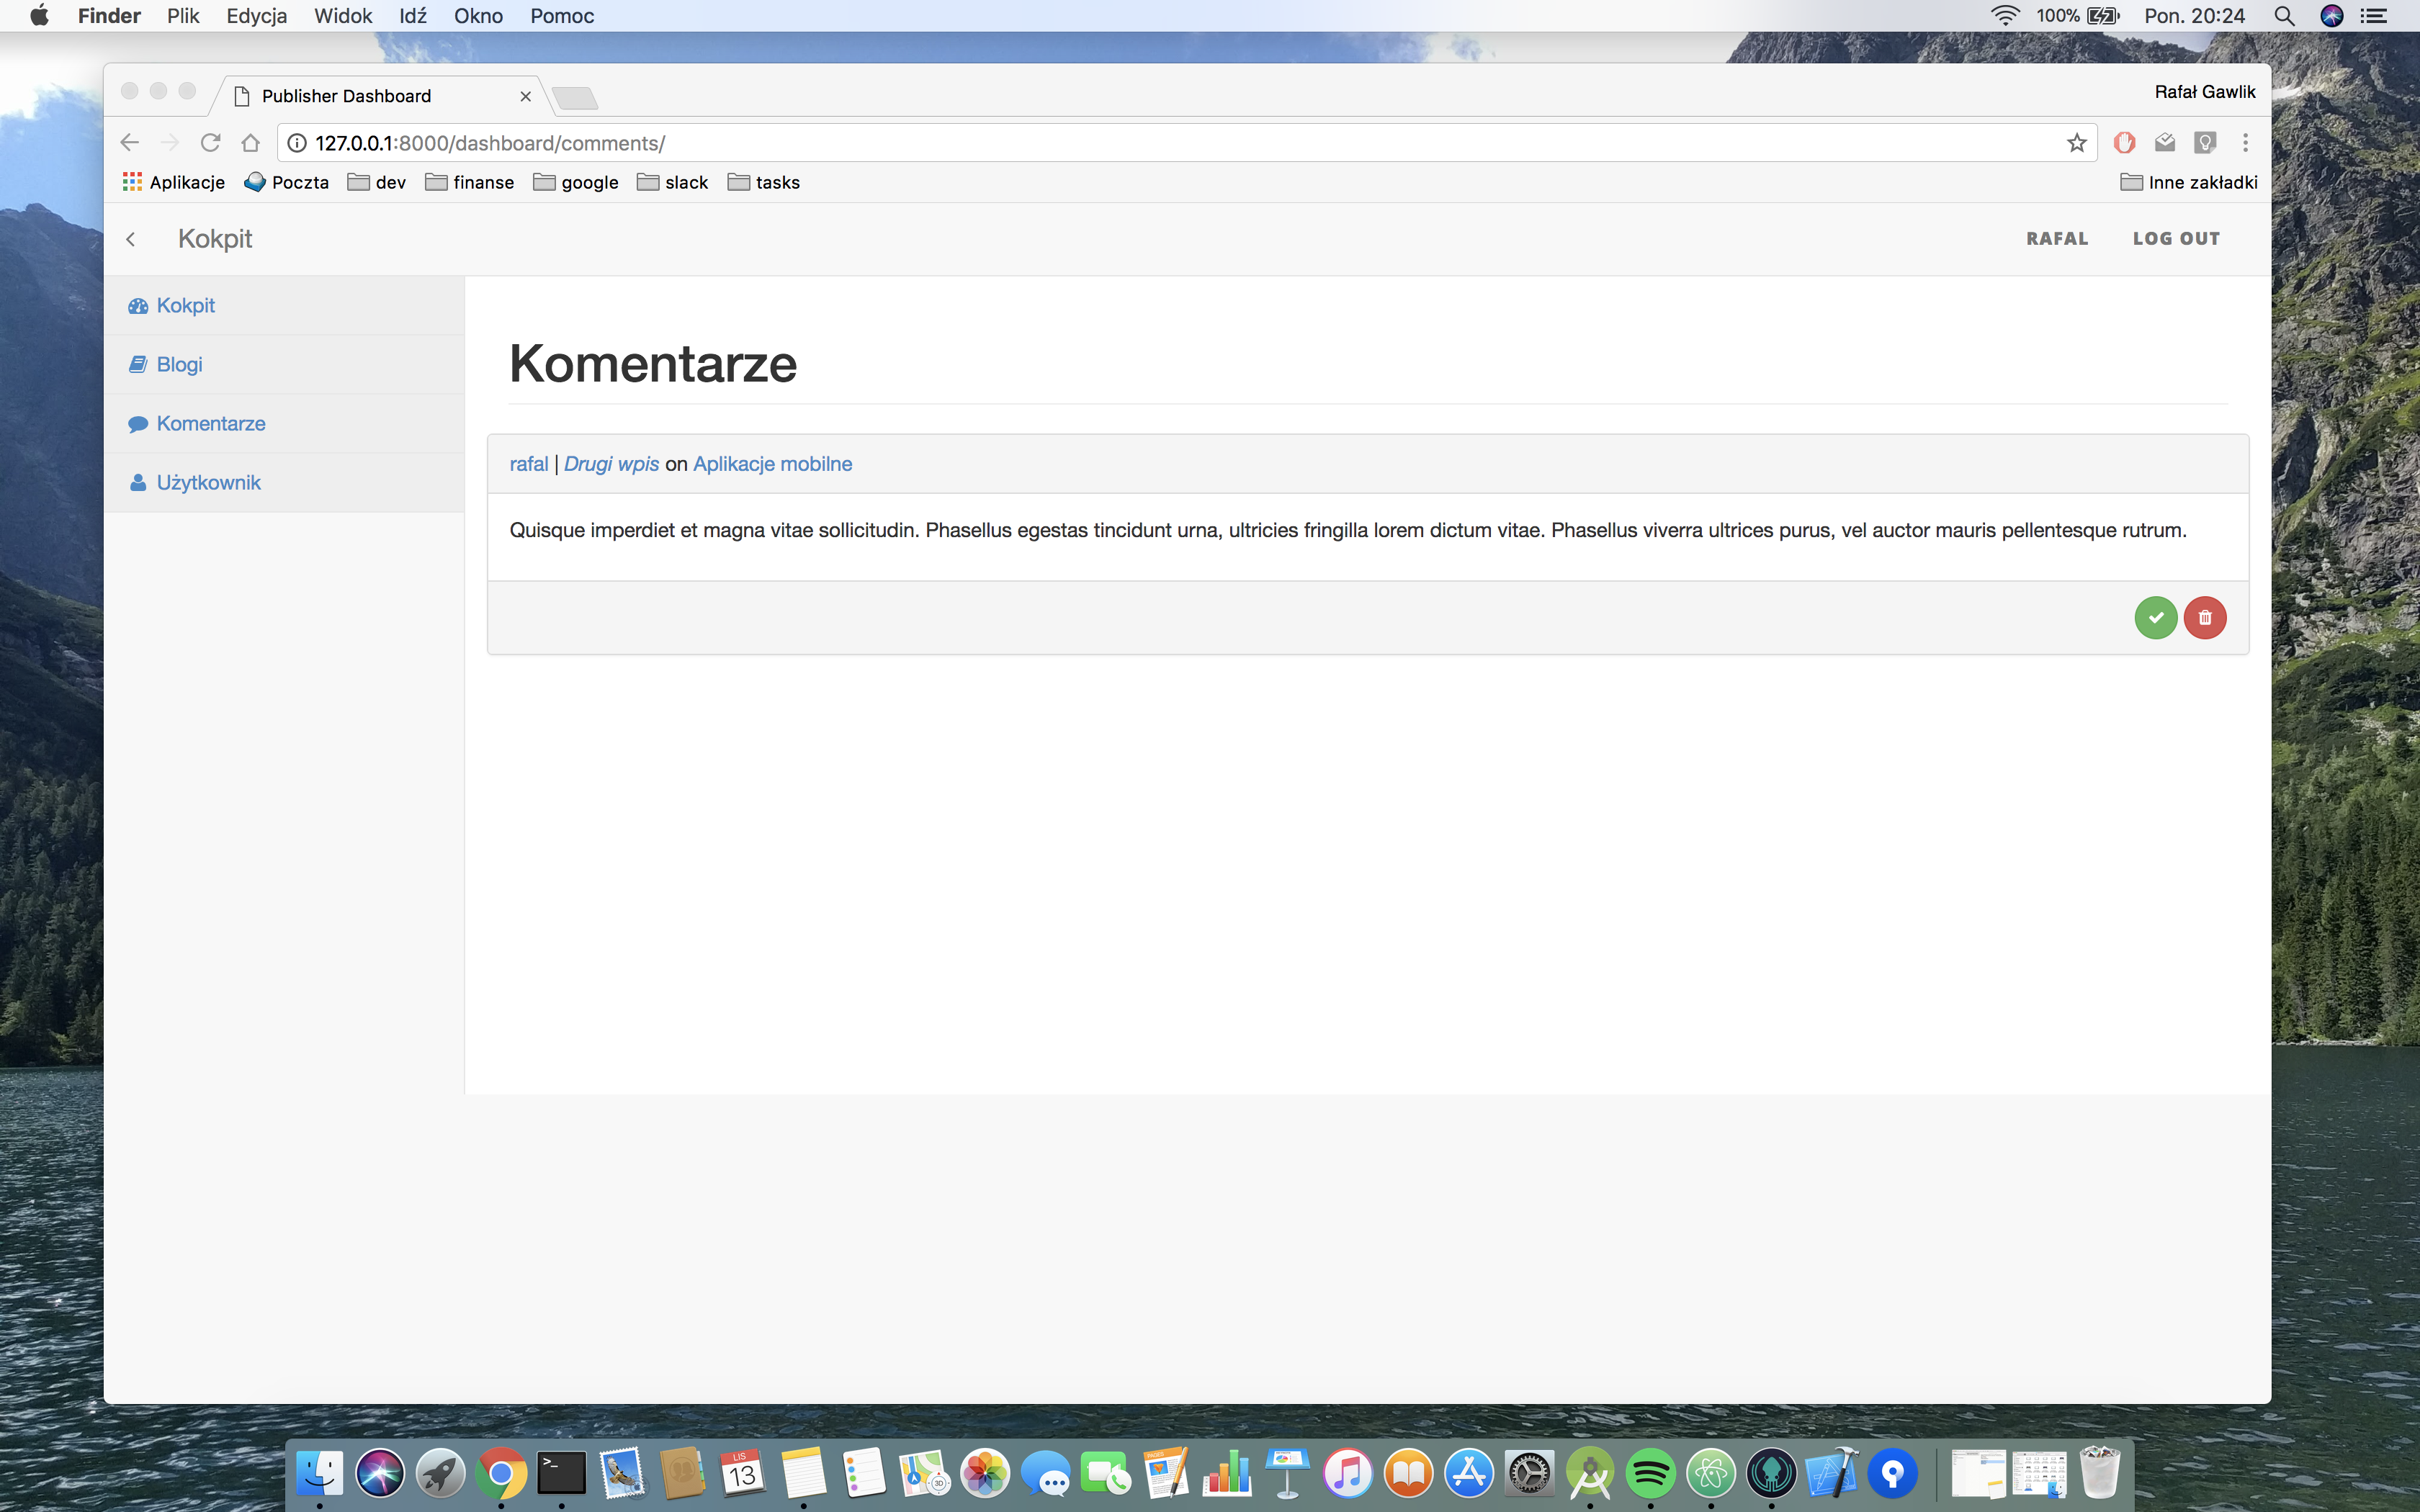 Finder Plik Edycja Widok Idź Okno Pomoc 100% Pon. 20:24
Publisher Dashboard Rafał Gawlik
127.0.0.1:8000/dashboard/comments/
Aplikacje Poczta dev finanse google slack tasks Inne zakładki
Kokpit RAFAL LOG OUT
Kokpit
Blogi
Komentarze
Użytkownik
Komentarze
rafal | Drugi wpis on Aplikacje mobilne
Quisque imperdiet et magna vitae sollicitudin. Phasellus egestas tincidunt urna, ultricies fringilla lorem dictum vitae. Phasellus viverra ultrices purus, vel auctor mauris pellentesque rutrum.
LIS
13